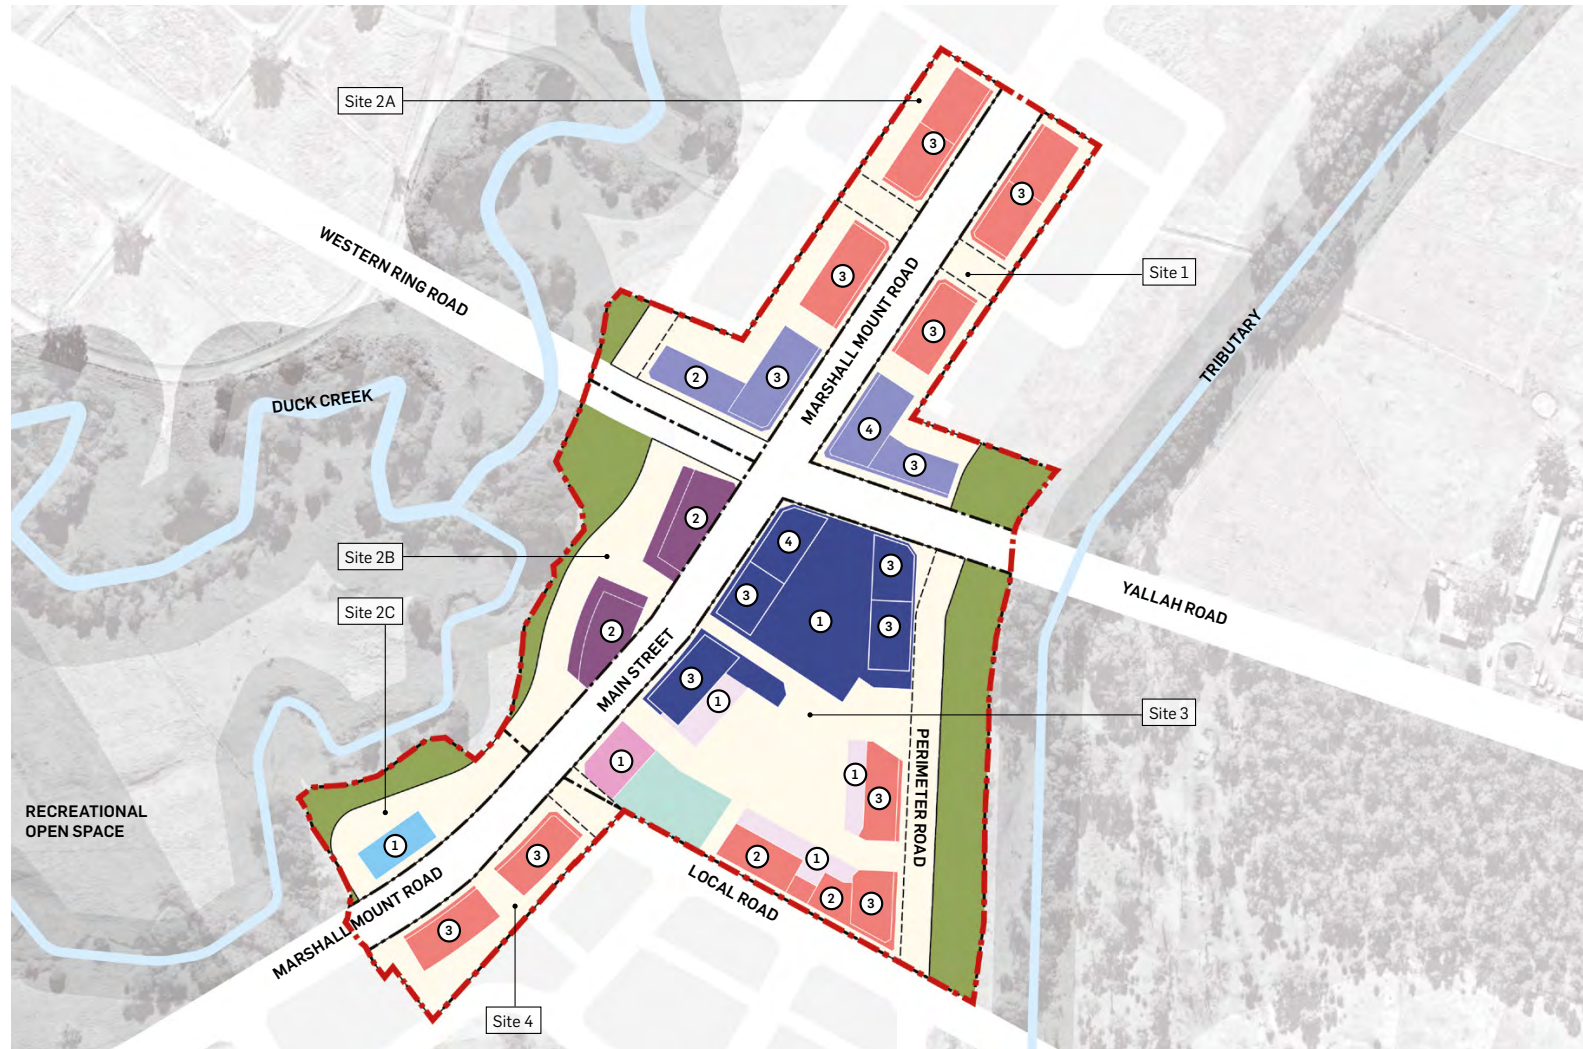 Site 2A
3
3
Site 1
WESTERN RING ROAD
3
MARSHALL MOUNT ROAD
3
TRIBUTARY
2
3
DUCK CREEK
4
3
2
4
Site 2B
3
3
YALLAH ROAD
Site 2C
2
1
3
MAIN STREET
3
1
Site 3
PERIMETER ROAD
1
1
3
RECREATIONAL
OPEN SPACE
1
3
2
1
LOCAL ROAD
2
3
MARSHALL MOUNT ROAD
3
Site 4